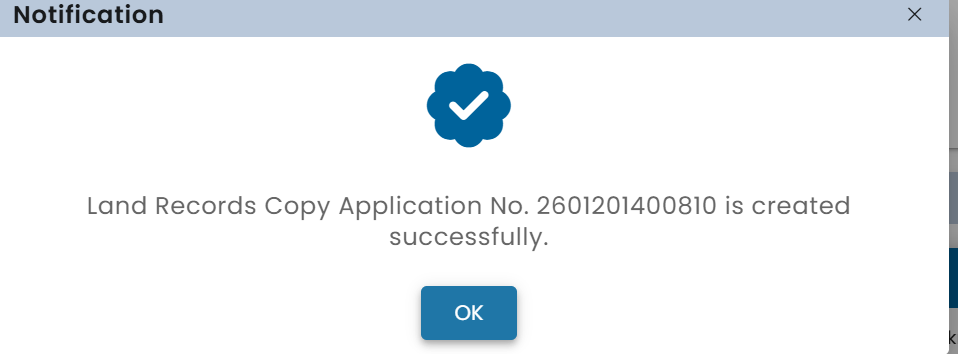 Notification
Land Records Copy Application No. 2601201400810 is created
successfully.
OK
k